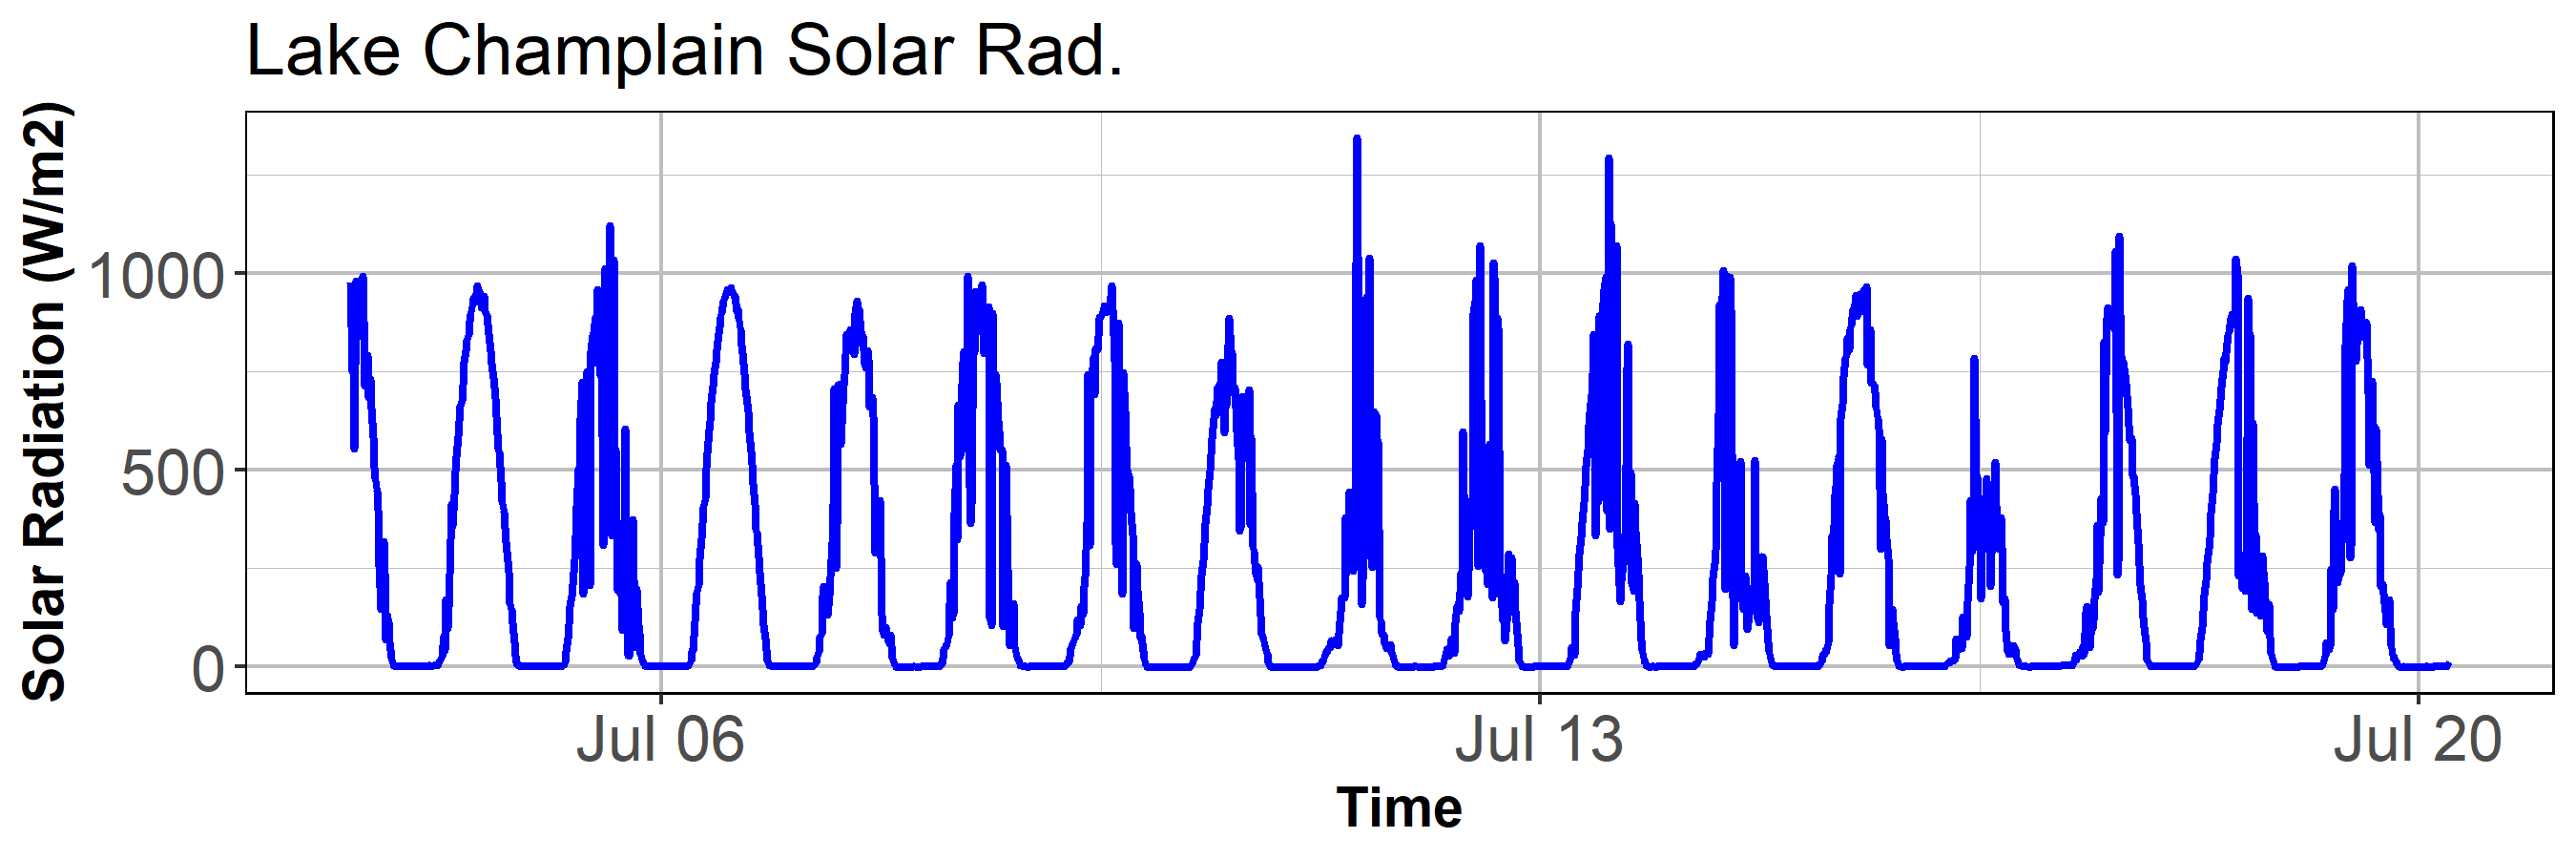 Lake Champlain Solar Rad.
Solar Radiation (W/m2)
1000
500
0
Jul 06
Jul 13
Jul 20
Time